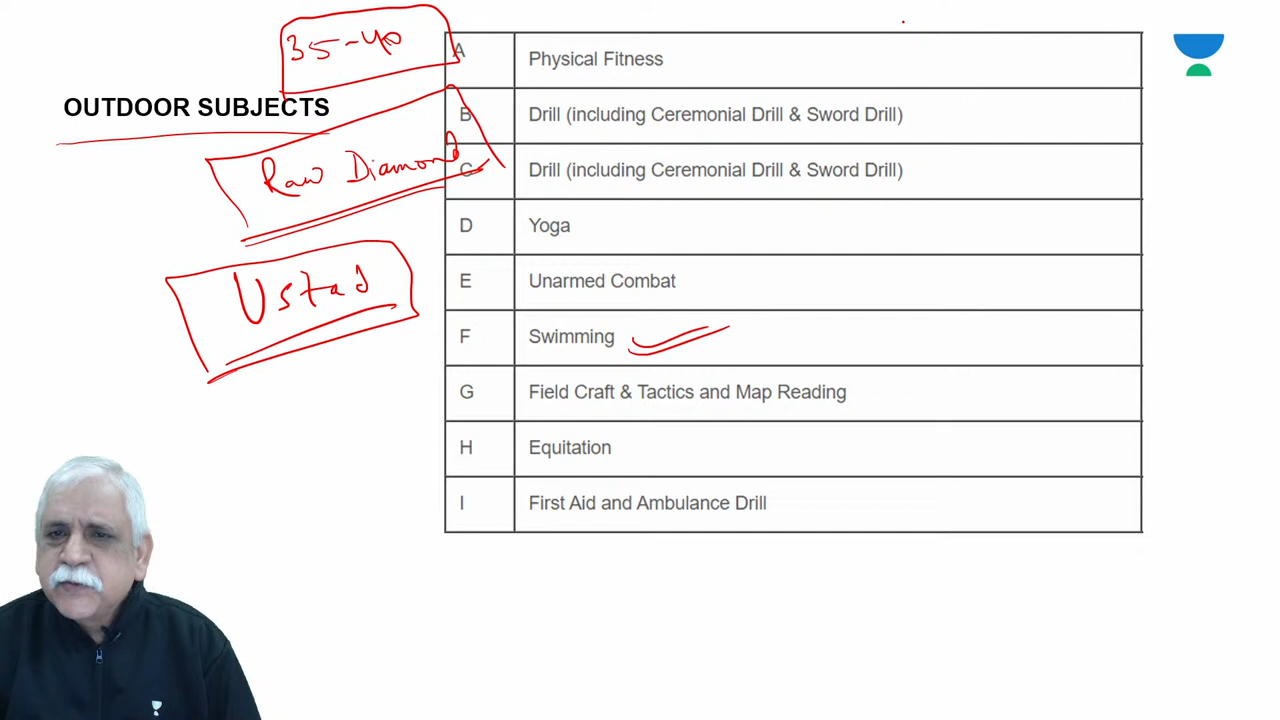 35-40
OUTDOOR SUBJECTS
Raw Diamond
Ustad
A Physical Fitness
B Drill (including Ceremonial Drill & Sword Drill)
C Drill (including Ceremonial Drill & Sword Drill)
D Yoga
E Unarmed Combat
F Swimming
G Field Craft & Tactics and Map Reading
H Equitation
I First Aid and Ambulance Drill